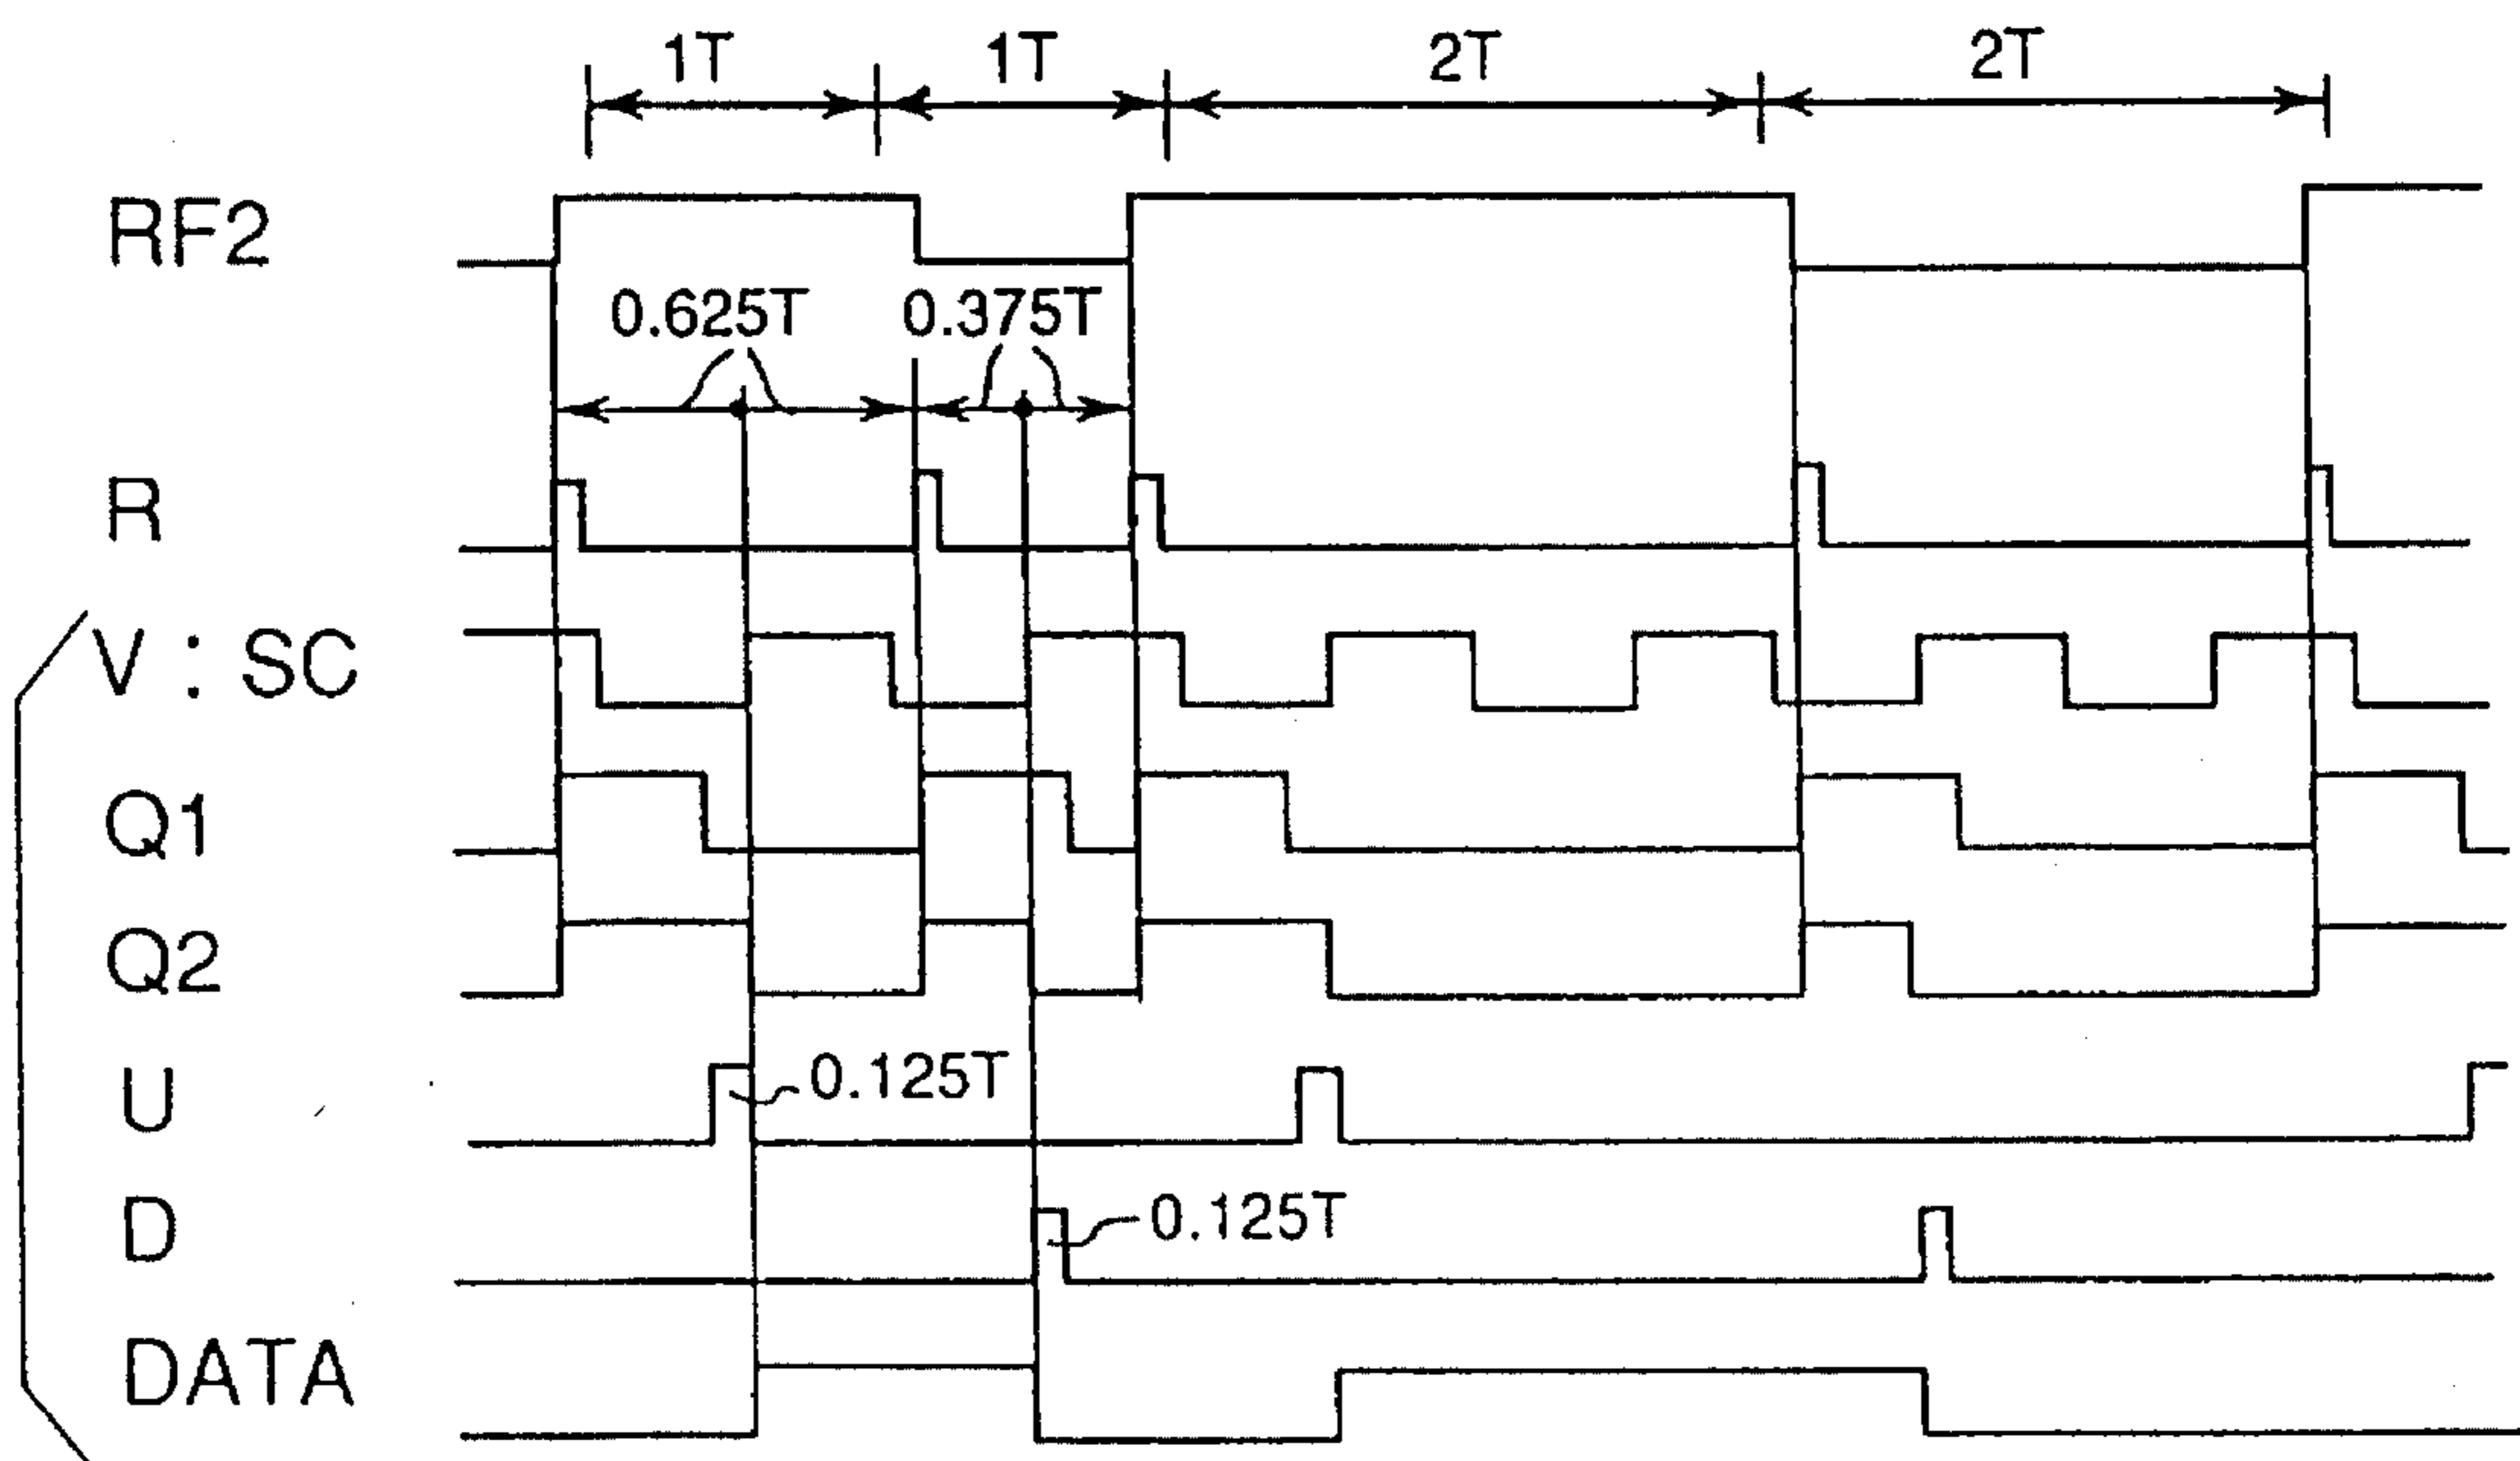 1T 1T 2T 2T
RF2
0.625T 0.375T
R
V : SC
Q1
Q2
U 0.125T
D 0.125T
DATA